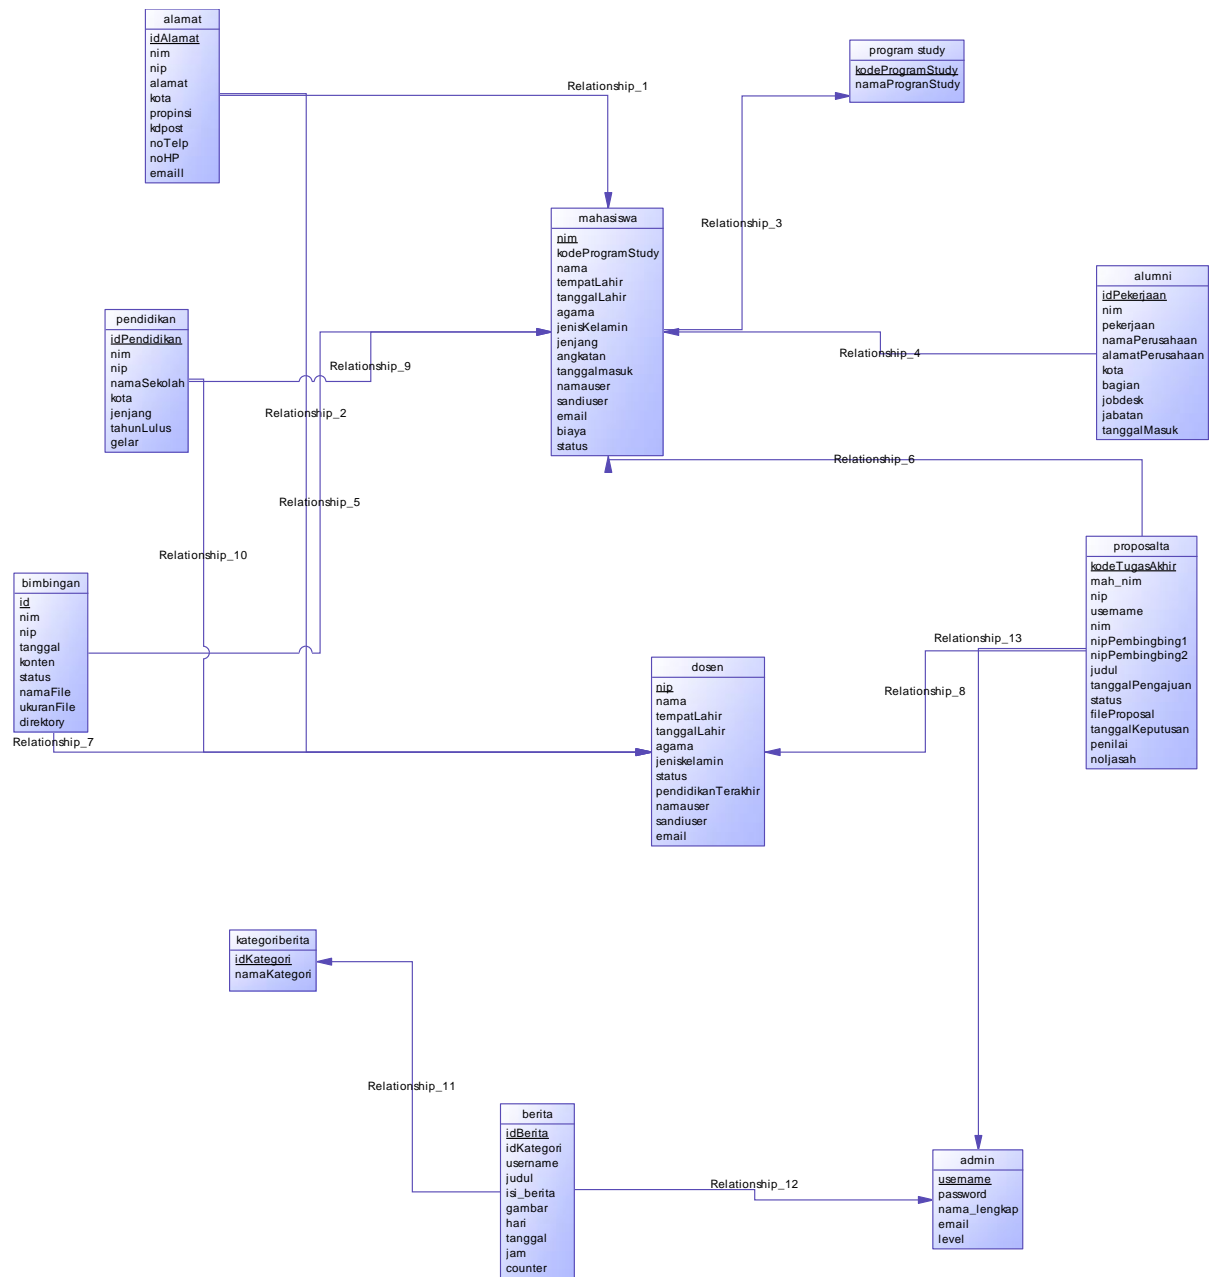 alamat
idAlamat
nim
nip
alamat
kota
propinsi
kdpost
noTelp
noHP
emaill
program study
kodeProgramStudy
namaProgranStudy
Relationship_1
mahasiswa
nim
kodeProgramStudy
nama
tempatLahir
tanggalLahir
agama
jenisKelamin
jenjang
angkatan
tanggalmasuk
namauser
sandiuser
email
biaya
status
Relationship_3
alumni
idPekerjaan
nim
pekerjaan
namaPerusahaan
alamatPerusahaan
kota
bagian
jobdesk
jabatan
tanggalMasuk
pendidikan
idPendidikan
nim
nip
namaSekolah
kota
jenjang
tahunLulus
gelar
Relationship_9
Relationship_4
Relationship_2
Relationship_6
Relationship_5
Relationship_10
bimbingan
id
nim
nip
tanggal
konten
status
namaFile
ukuranFile
direktory
Relationship_7
proposalta
kodeTugasAkhir
mah_nim
nip
username
nim
nipPembingbing1
nipPembingbing2
judul
tanggalPengajuan
status
fileProposal
tanggalKeputusan
penilai
noIjasah
Relationship_13
Relationship_8
dosen
nip
nama
tempatLahir
tanggalLahir
agama
jeniskelamin
status
pendidikanTerakhir
namauser
sandiuser
email
kategoriberita
idKategori
namaKategori
Relationship_11
berita
idBerita
idKategori
username
judul
isi_berita
gambar
hari
tanggal
jam
counter
Relationship_12
admin
username
password
nama_lengkap
email
level